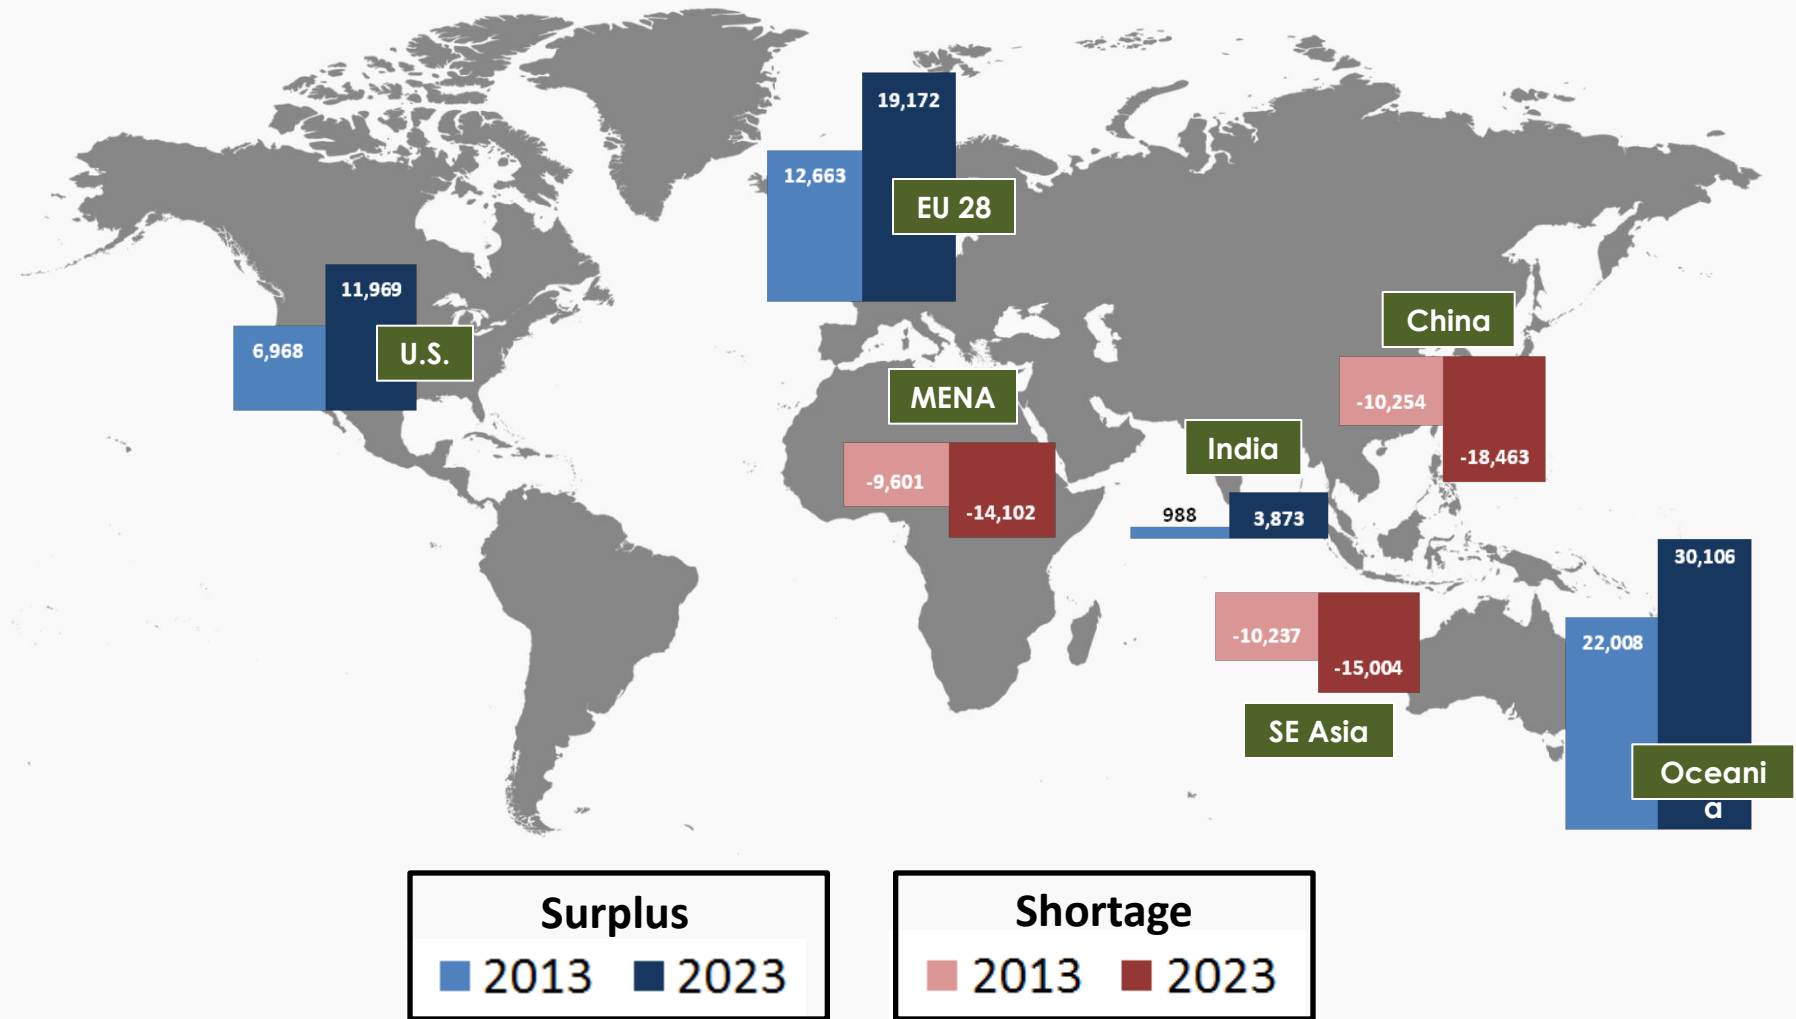 19,172
12,663
EU 28
11,969
6,968
U.S.
China
-10,254
-18,463
MENA
-9,601
-14,102
India
988
3,873
30,106
22,008
-10,237
-15,004
SE Asia
Oceani
a
Surplus
2013 2023
Shortage
2013 2023